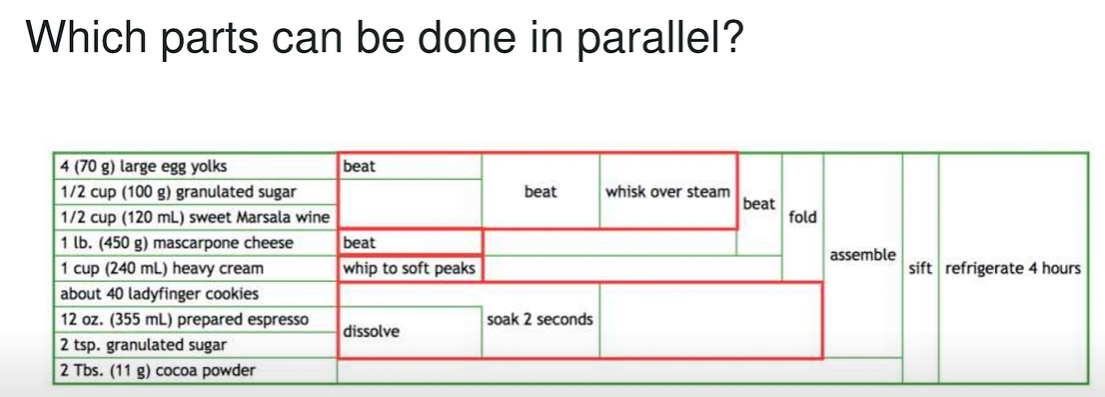 Which parts can be done in parallel?
4 (70 g) large egg yolks beat
1/2 cup (100 g) granulated sugar beat whisk over steam
1/2 cup (120 mL) sweet Marsala wine beat fold
1 lb. (450 g) mascarpone cheese beat
1 cup (240 mL) heavy cream whip to soft peaks assemble sift refrigerate 4 hours
about 40 ladyfinger cookies
12 oz. (355 mL) prepared espresso dissolve soak 2 seconds
2 tsp. granulated sugar
2 Tbs. (11 g) cocoa powder